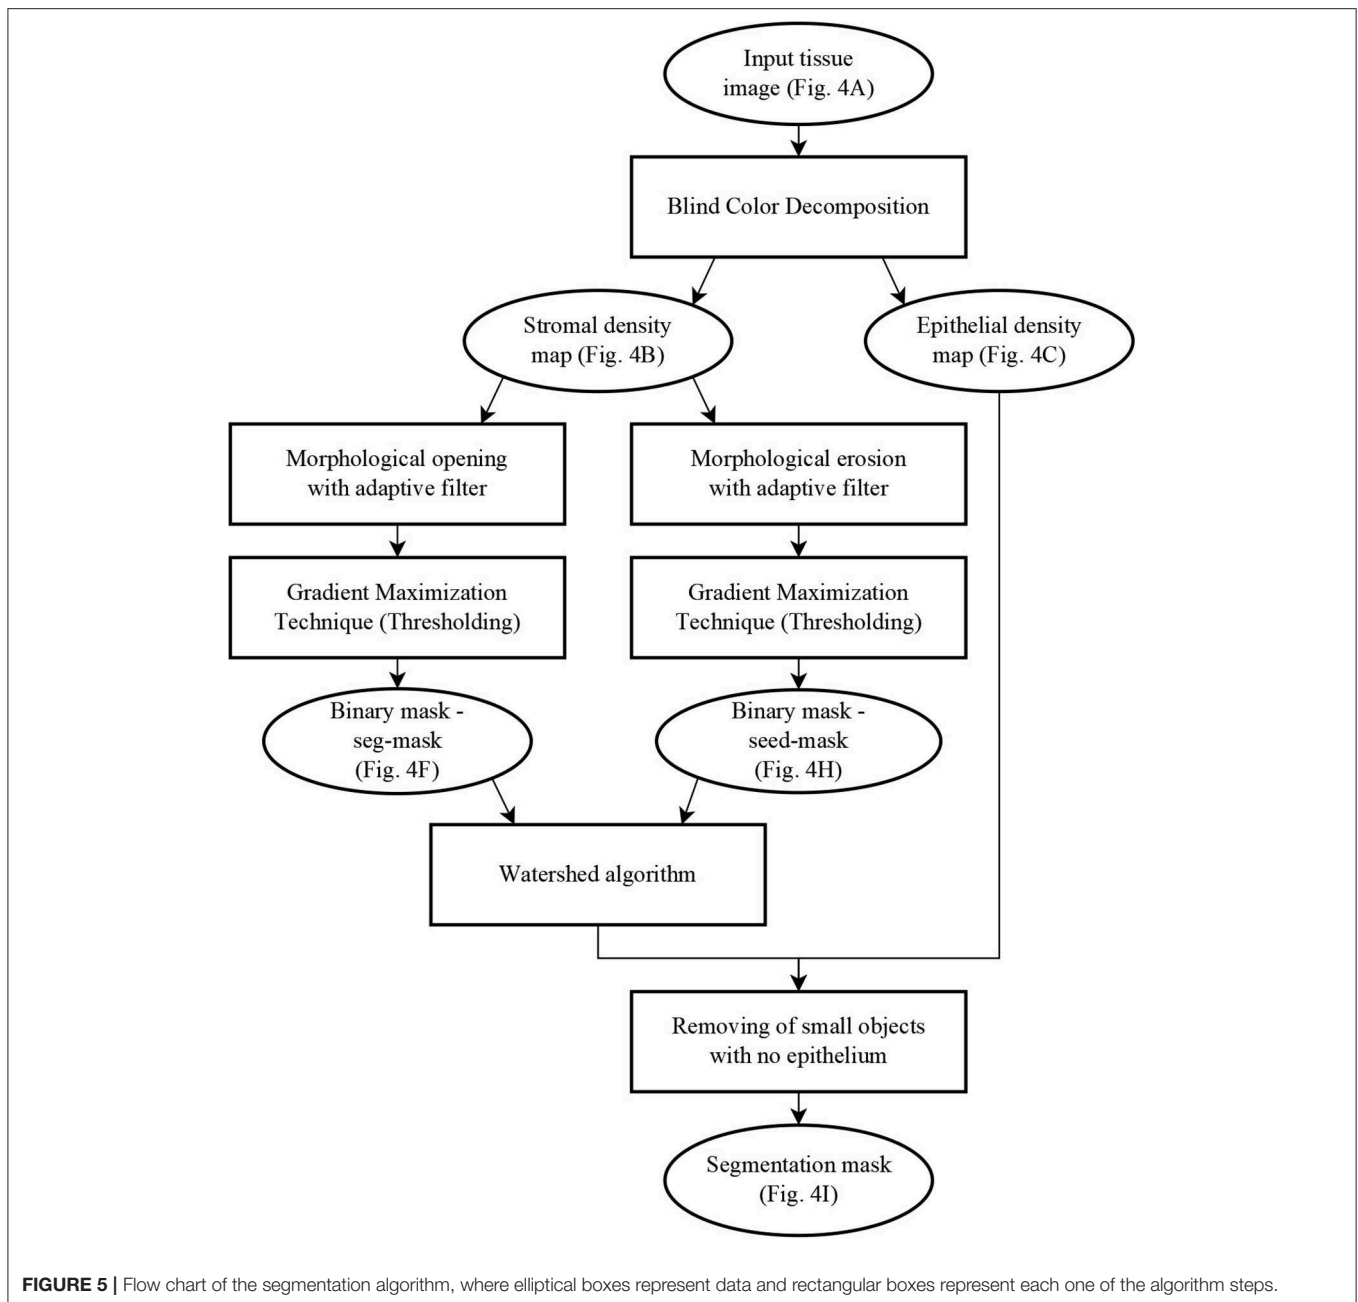 Input tissue
image (Fig. 4A)
Blind Color Decomposition
Stromal density
map (Fig. 4B)
Epithelial density
map (Fig. 4C)
Morphological opening
with adaptive filter
Morphological erosion
with adaptive filter
Gradient Maximization
Technique (Thresholding)
Gradient Maximization
Technique (Thresholding)
Binary mask -
seg-mask
(Fig. 4F)
Binary mask -
seed-mask
(Fig. 4H)
Watershed algorithm
Removing of small objects
with no epithelium
Segmentation mask
(Fig. 4I)
FIGURE 5 | Flow chart of the segmentation algorithm, where elliptical boxes represent data and rectangular boxes represent each one of the algorithm steps.